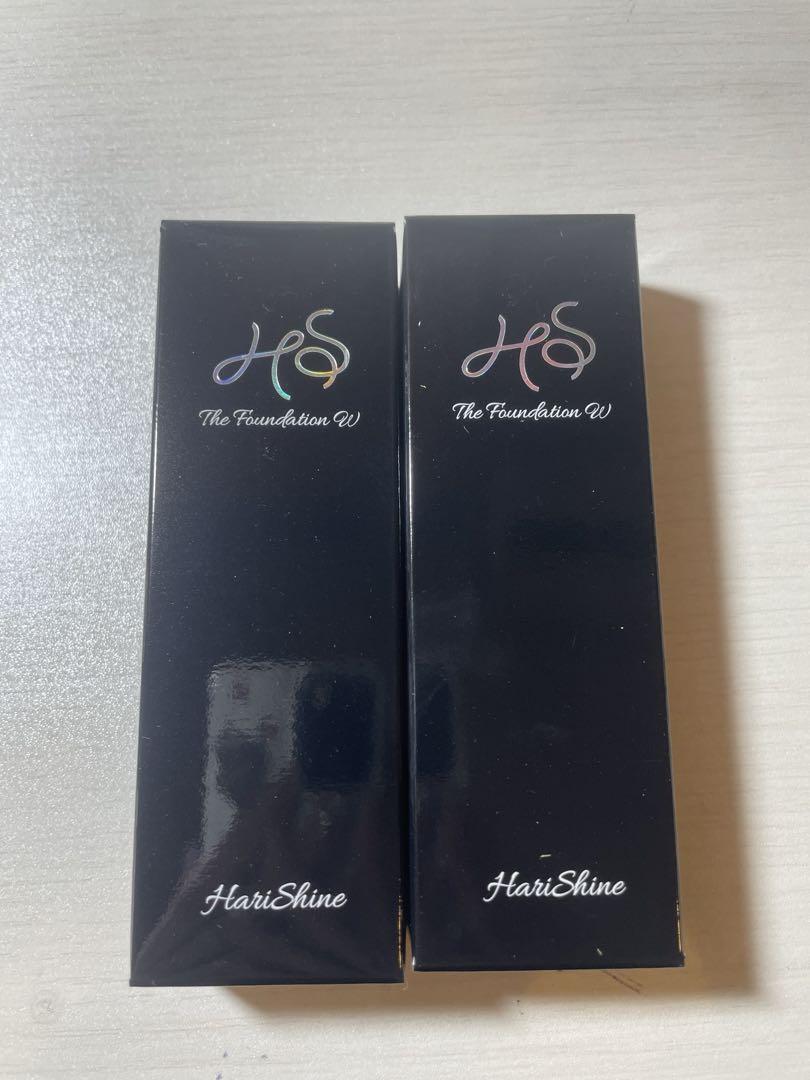 HS
The Foundation W
HariShine
HS
The Foundation W
HariShine